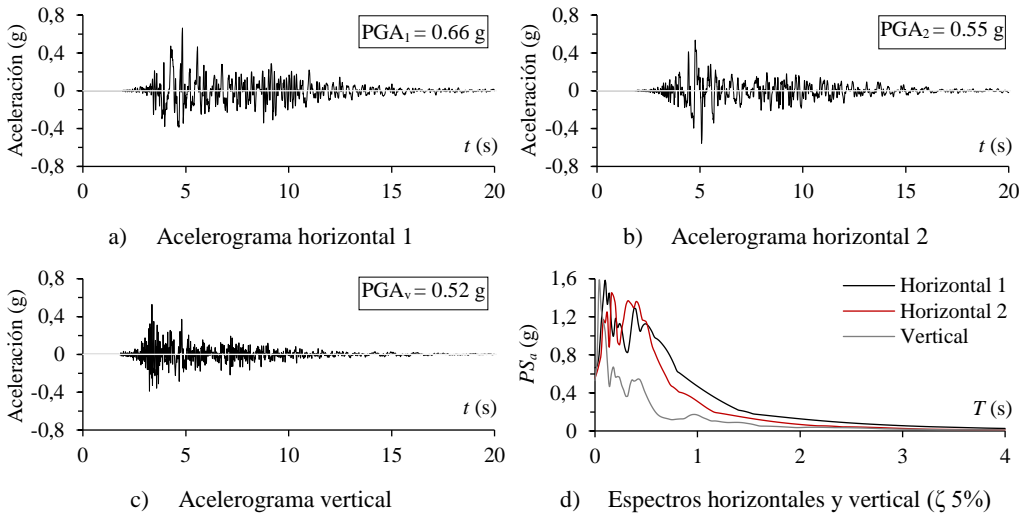 Aceleración (g)
0,8
0,4
0
-0,4
-0,8
PGA1 = 0.66 g
t (s)
0 5 10 15 20
a) Acelerograma horizontal 1
Aceleración (g)
0,8
0,4
0
-0,4
-0,8
PGA2 = 0.55 g
t (s)
0 5 10 15 20
b) Acelerograma horizontal 2
Aceleración (g)
0,8
0,4
0
-0,4
-0,8
PGAv = 0.52 g
t (s)
0 5 10 15 20
c) Acelerograma vertical
PSa (g)
1,6
1,2
0,8
0,4
0
Horizontal 1
Horizontal 2
Vertical
T (s)
0 1 2 3 4
d) Espectros horizontales y vertical (ζ 5%)